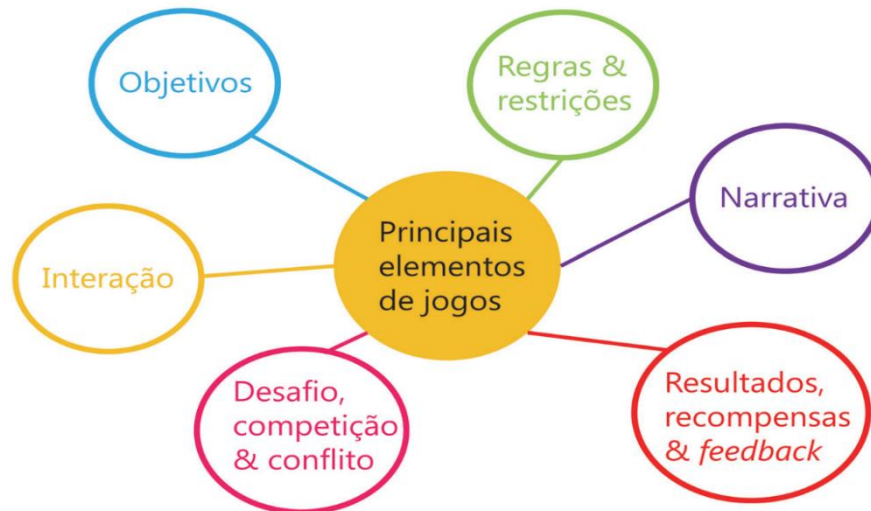 Objetivos
Regras &
restrições
Narrativa
Principais
elementos
de jogos
Interação
Desafio,
competição
& conflito
Resultados,
recompensas
& feedback